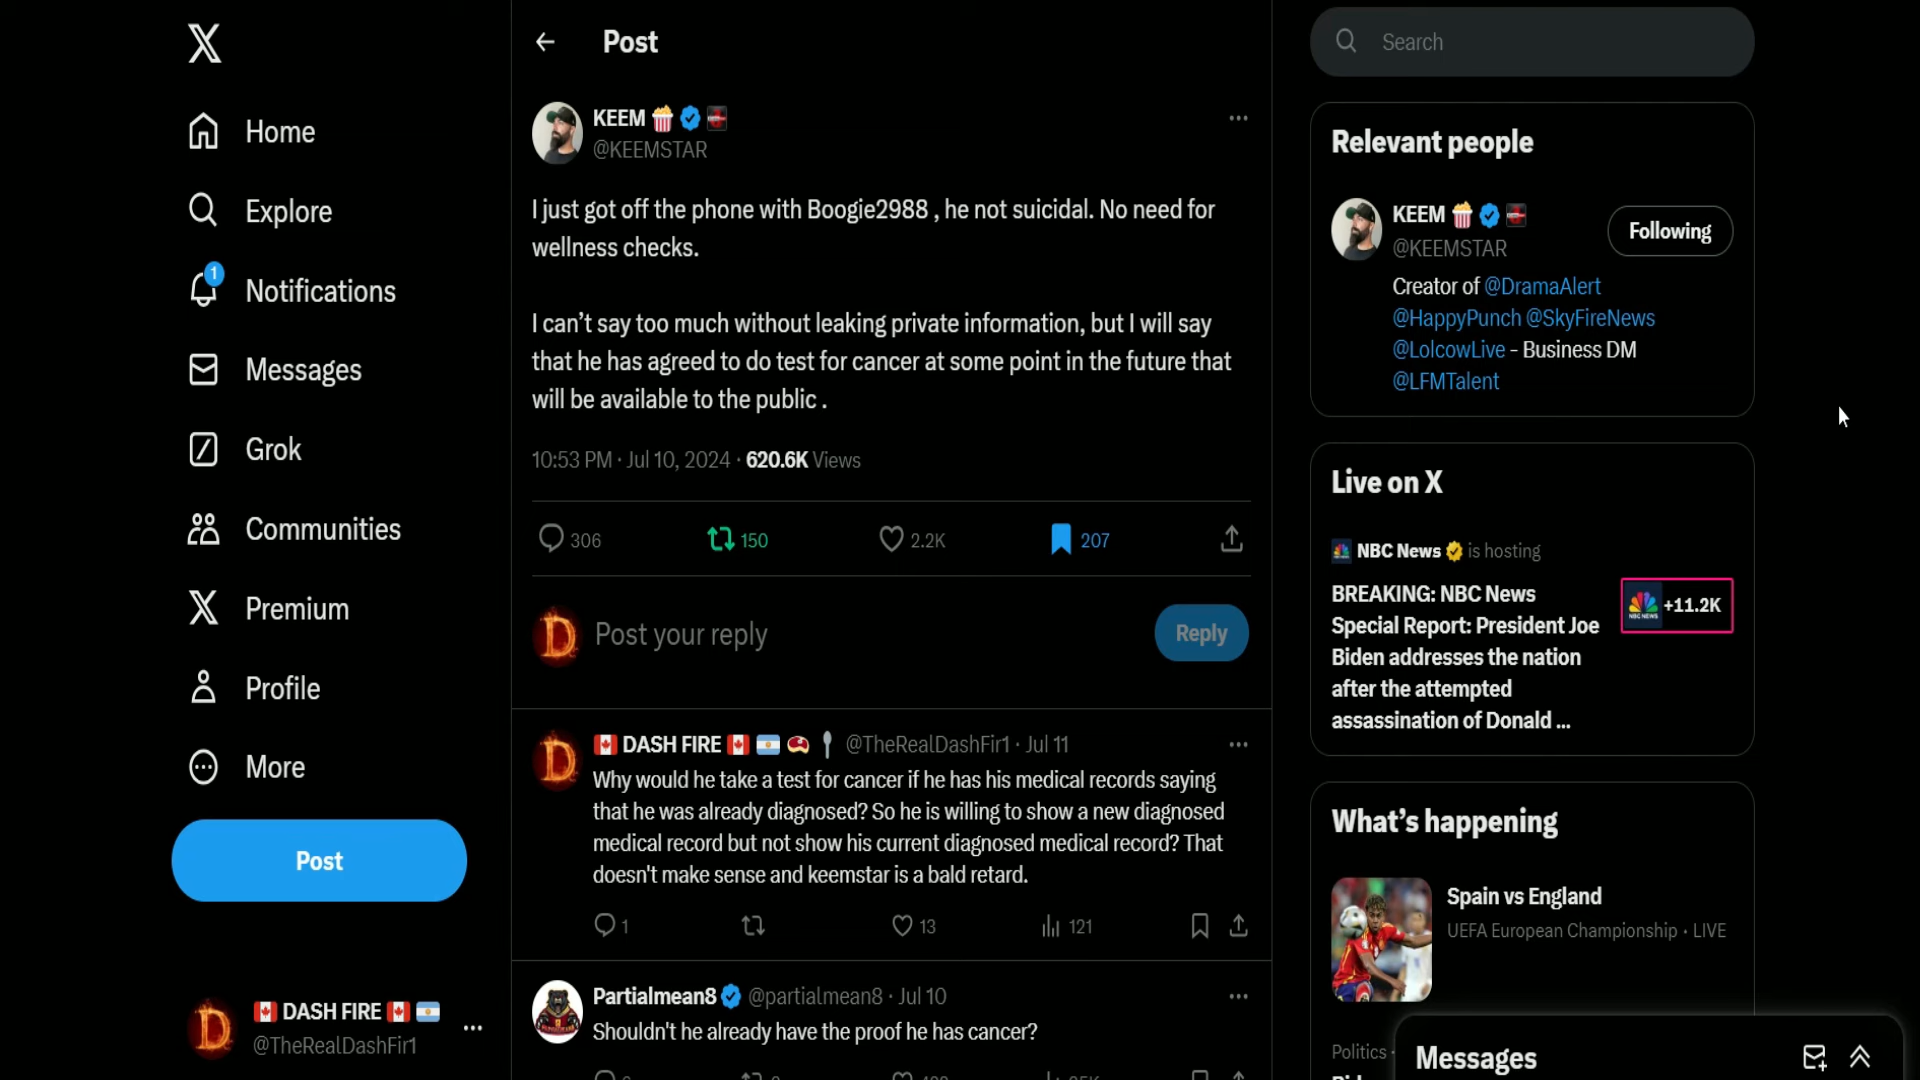 Home
Explore
1
Notifications
Messages
Grok
Communities
Premium
Profile
More
Post
DASH FIRE
@TheRealDashFir1
Post
KEEM
@KEEMSTAR
I just got off the phone with Boogie2988 , he not suicidal. No need for
wellness checks.
I can’t say too much without leaking private information, but I will say
that he has agreed to do test for cancer at some point in the future that
will be available to the public .
10:53 PM · Jul 10, 2024 · 620.6K Views
306 150 2.2K 207
Post your reply
Reply
DASH FIRE @TheRealDashFir1 · Jul 11
Why would he take a test for cancer if he has his medical records saying
that he was already diagnosed? So he is willing to show a new diagnosed
medical record but not show his current diagnosed medical record? That
doesn't make sense and keemstar is a bald retard.
1 13 121
Partialmean8 @partialmean8 · Jul 10
Shouldn't he already have the proof he has cancer?
Search
Relevant people
KEEM
@KEEMSTAR
Following
Creator of @DramaAlert
@HappyPunch @SkyFireNews
@LolcowLive - Business DM
@LFMTalent
Live on X
NBC News is hosting
BREAKING: NBC News
Special Report: President Joe
Biden addresses the nation
after the attempted
assassination of Donald ...
NBC NEWS +11.2K
What’s happening
Spain vs England
UEFA European Championship · LIVE
Politics ·
Messages